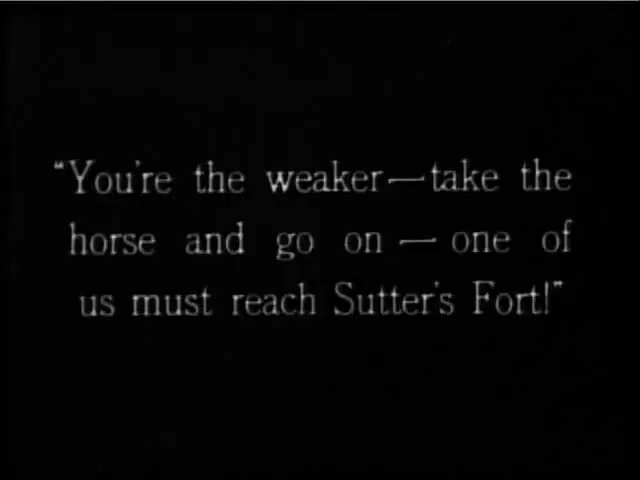 "You're the weaker—take the
horse and go on — one of
us must reach Sutter's Fort!"